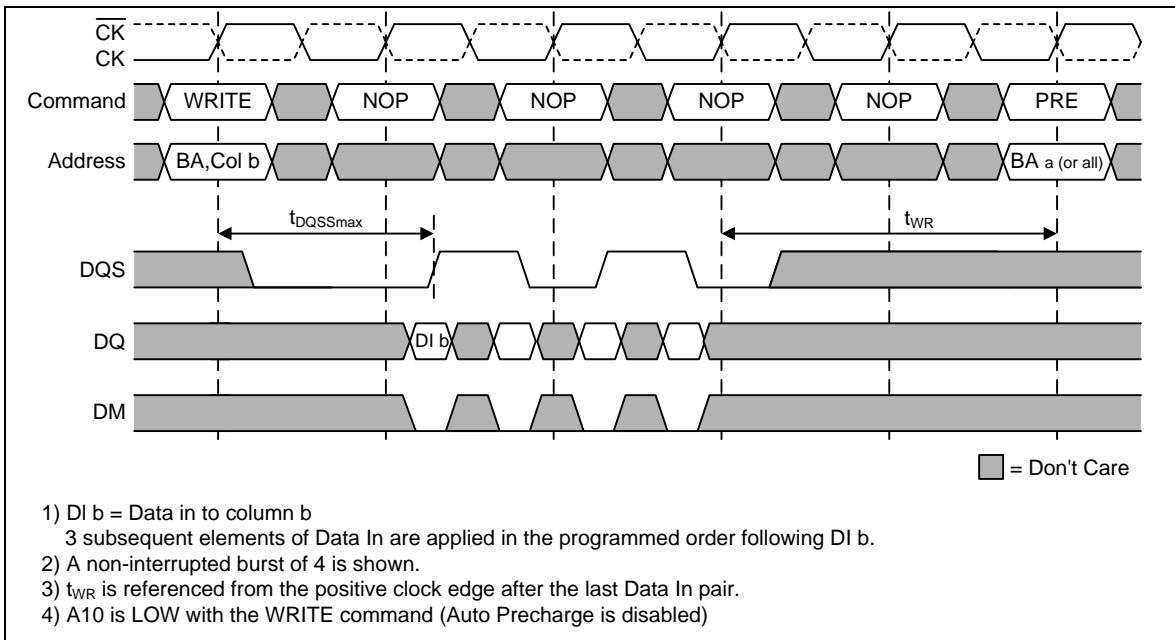 CK
CK
Command WRITE NOP NOP NOP NOP PRE
Address BA,Col b BA a (or all)
tDQSSmax tWR
DQS
DQ DI b
DM
= Don't Care
1) DI b = Data in to column b
3 subsequent elements of Data In are applied in the programmed order following DI b.
2) A non-interrupted burst of 4 is shown.
3) tWR is referenced from the positive clock edge after the last Data In pair.
4) A10 is LOW with the WRITE command (Auto Precharge is disabled)